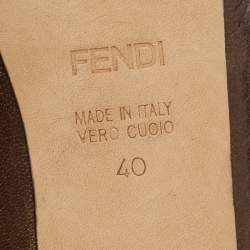 FENDI
MADE IN ITALY
VERO CUOIO
40